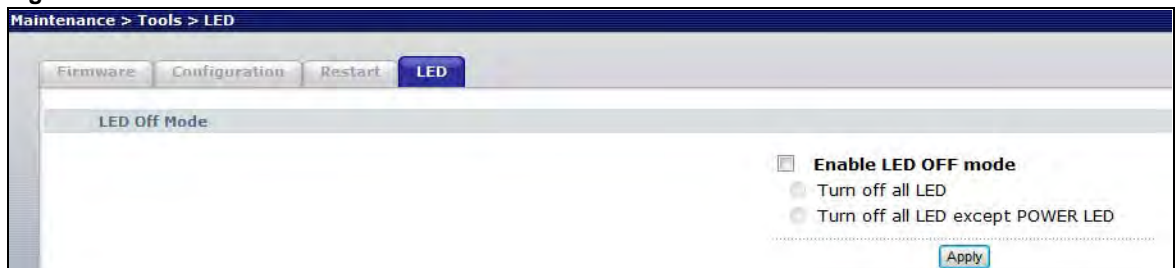 Maintenance > Tools > LED
Firmware Configuration Restart LED
LED Off Mode
Enable LED OFF mode
Turn off all LED
Turn off all LED except POWER LED
Apply